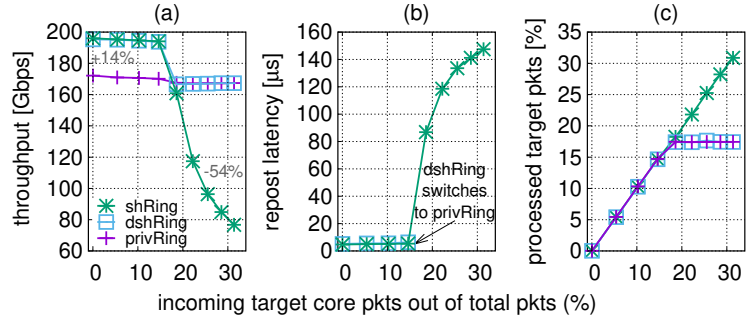 (a)
throughput [Gbps]
200
180
160
140
120
100
80
60
+14%
-54%
shRing
dshRing
privRing
0 10 20 30
(b)
repost latency [μs]
160
140
120
100
80
60
40
20
0
dshRing
switches
to privRing
0 10 20 30
(c)
processed target pkts [%]
35
30
25
20
15
10
5
0
0 10 20 30
incoming target core pkts out of total pkts (%)